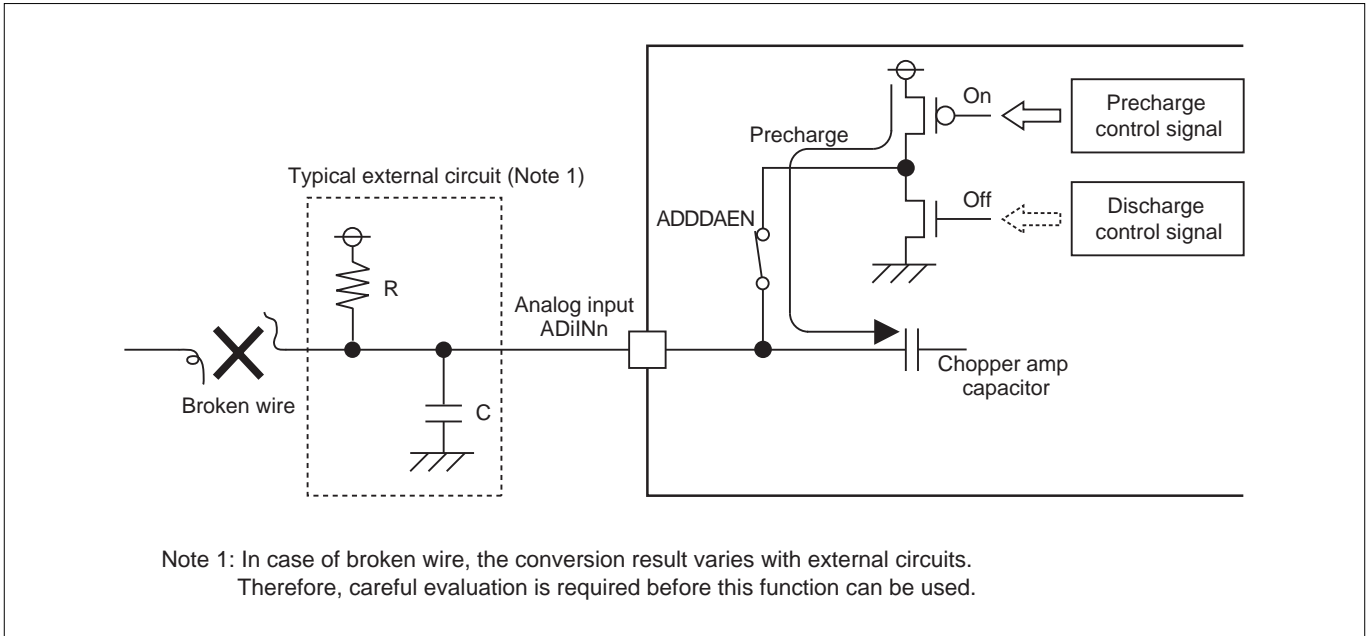 On
Precharge
control signal
Precharge
Typical external circuit (Note 1)
Off
Discharge
control signal
ADDDAEN
R
Analog input
ADiINn
Chopper amp
capacitor
Broken wire
C
Note 1: In case of broken wire, the conversion result varies with external circuits.
Therefore, careful evaluation is required before this function can be used.